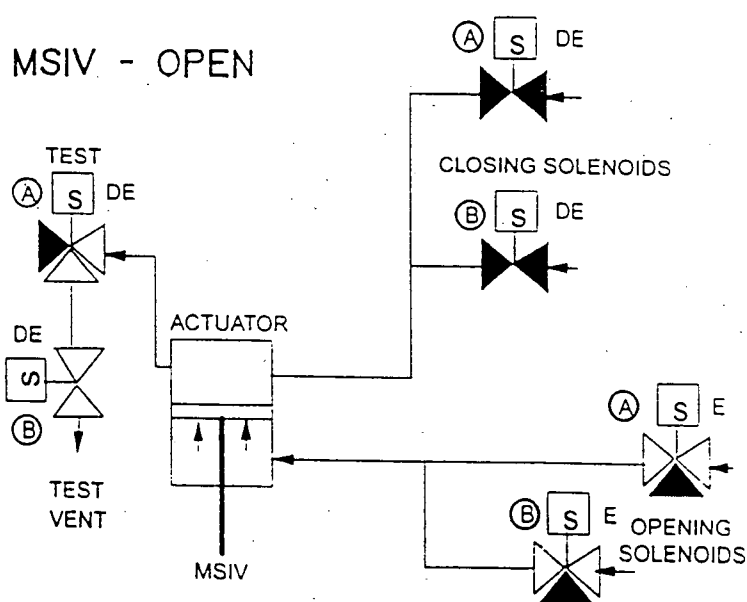 MSIV - OPEN
A S DE
TEST
A S DE
CLOSING SOLENOIDS
B S DE
ACTUATOR
DE
S
B
A S E
TEST
VENT
B S E
OPENING
SOLENOIDS
MSIV